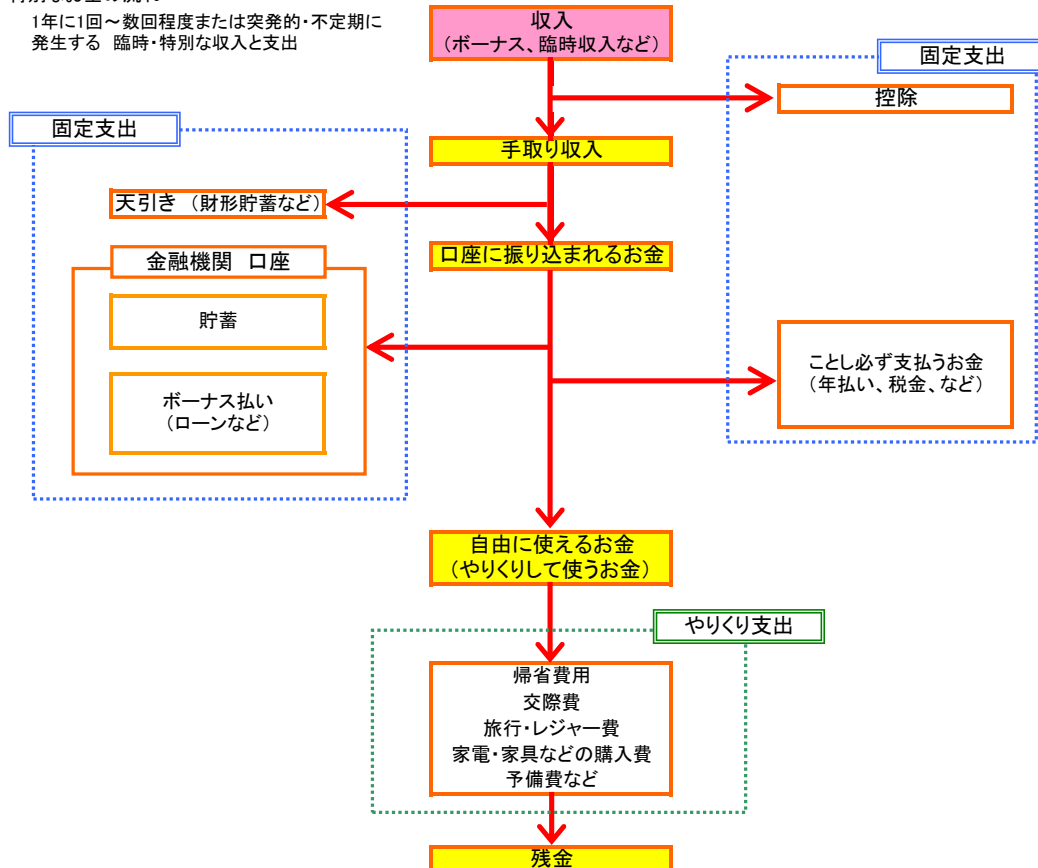 1年に1回～数回程度または突発的・不定期に
発生する 臨時・特別な収入と支出
収入
(ボーナス、臨時収入など)
固定支出
控除
固定支出
手取り収入
天引き (財形貯蓄など)
口座に振り込まれるお金
金融機関 口座
貯蓄
ボーナス払い
(ローンなど)
ことし必ず支払うお金
(年払い、税金、など)
自由に使えるお金
(やりくりして使うお金)
やりくり支出
帰省費用
交際費
旅行・レジャー費
家電・家具などの購入費
予備費など
残金